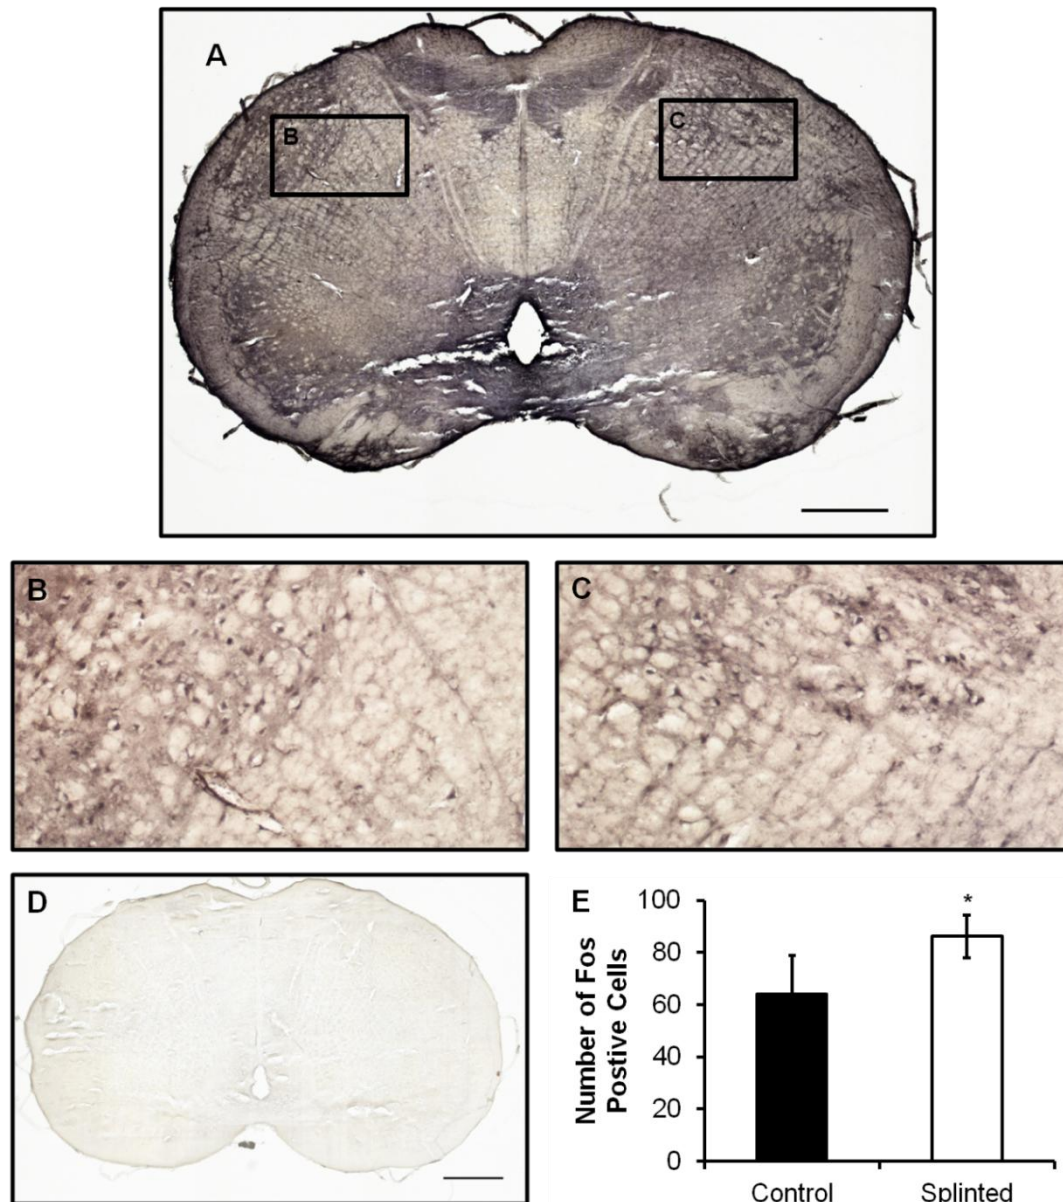 A
B
C
B
C
D
E
*
100
80
60
40
20
0
Number of Fos
Postive Cells
Control
Splinted